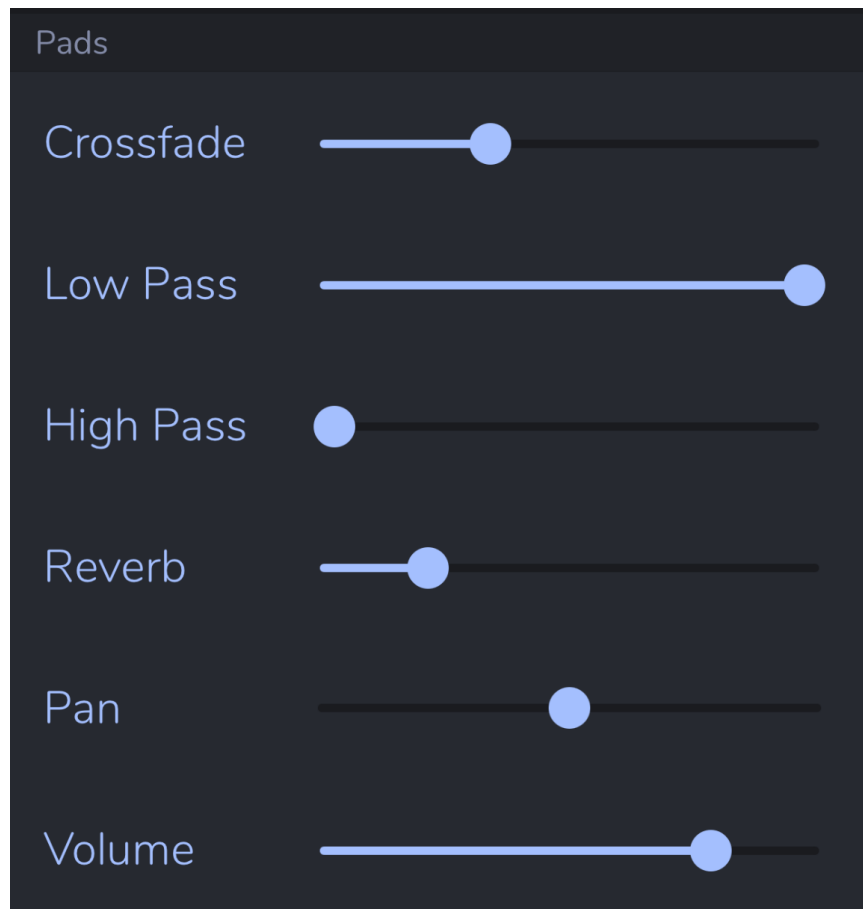 Pads
Crossfade
Low Pass
High Pass
Reverb
Pan
Volume